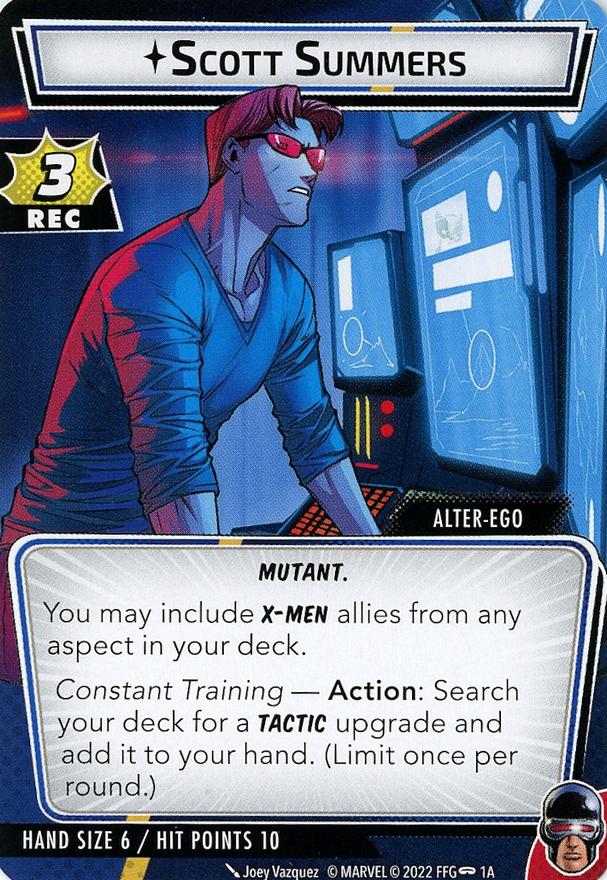 Scott Summers
3
REC
ALTER-EGO
MUTANT.
You may include X-MEN allies from any
aspect in your deck.
Constant Training — Action: Search
your deck for a TACTIC upgrade and
add it to your hand. (Limit once per
round.)
HAND SIZE 6 / HIT POINTS 10
Joey Vazquez © MARVEL © 2022 FFG 1A